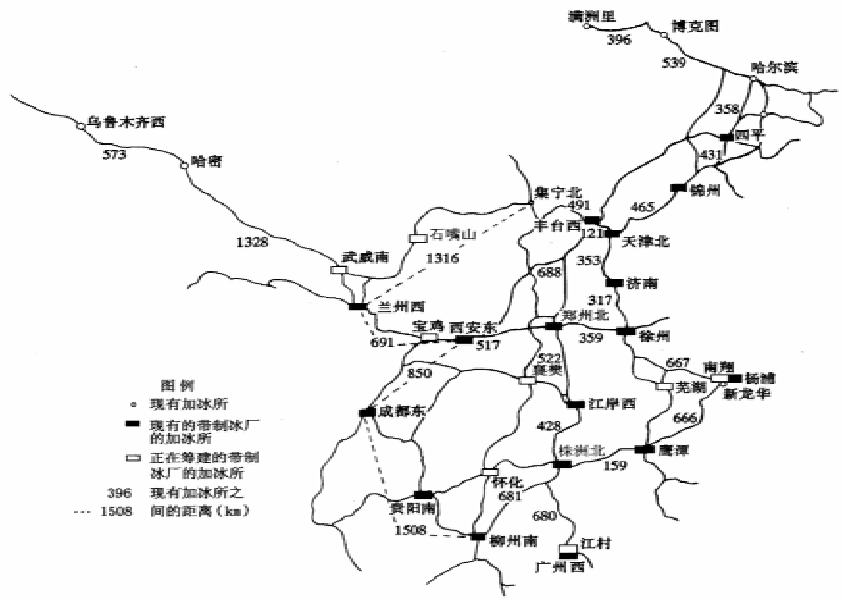 满洲里
博克图
396
539
哈尔滨
乌鲁木齐西
573
哈密
358
四平
431
锦州
集宁北
491
465
丰台西
121
天津北
石嘴山
1328
1316
武威南
353
688
济南
317
兰州西
郑州北
宝鸡
西安东
徐州
691
517
359
522
667
850
襄樊
南翔
杨浦
芜湖
新龙华
图例
现有加冰所
现有的带制冰厂
的加冰所
正在筹建的带制
冰厂的加冰所
396 现有加冰所之
1508 间的距离(km)
成都东
江岸西
666
428
株洲北
鹰潭
159
怀化
681
贵阳南
680
1508
柳州南
江村
广州西